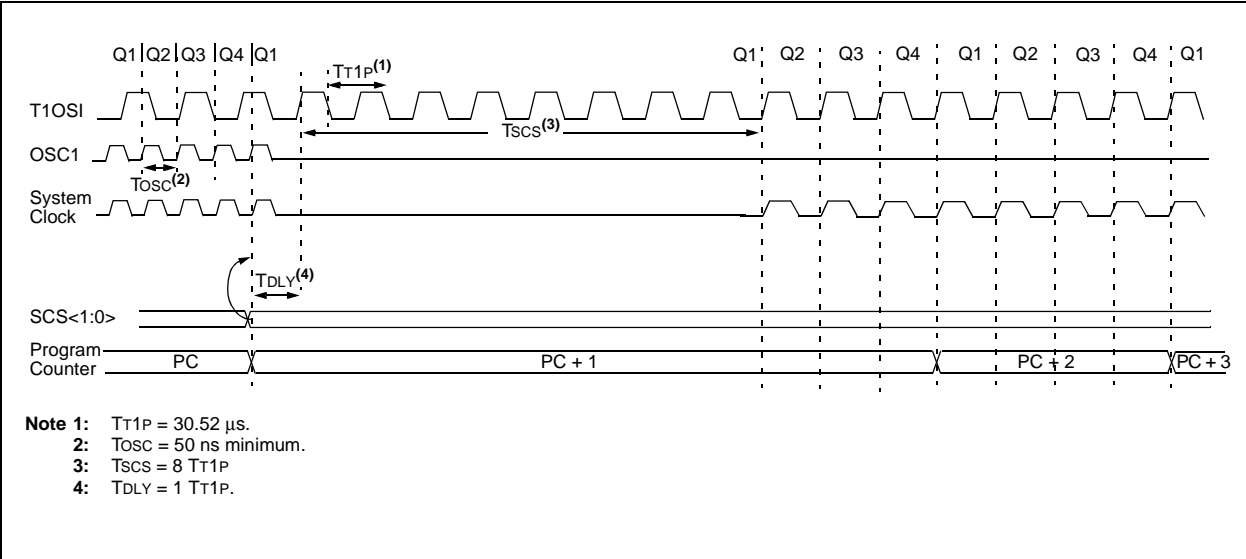 Q1 Q2 Q3 Q4 Q1 Q1 Q2 Q3 Q4 Q1 Q2 Q3 Q4 Q1
TT1P(1)
T1OSI
TSCS(3)
OSC1
TOSC(2)
System
Clock
TDLY(4)
SCS<1:0>
Program
Counter
PC PC + 1 PC + 2 PC + 3
Note 1: TT1P = 30.52 μs.
2: TOSC = 50 ns minimum.
3: TSCS = 8 TT1P
4: TDLY = 1 TT1P.